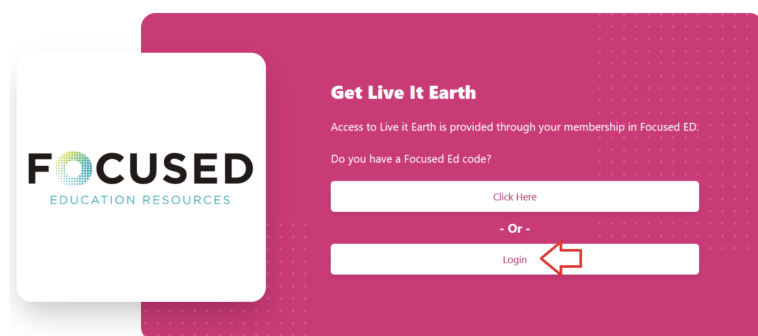 FOCUSED
EDUCATION RESOURCES
Get Live It Earth
Access to Live it Earth is provided through your membership in Focused ED.
Do you have a Focused Ed code?
Click Here
- Or -
Login